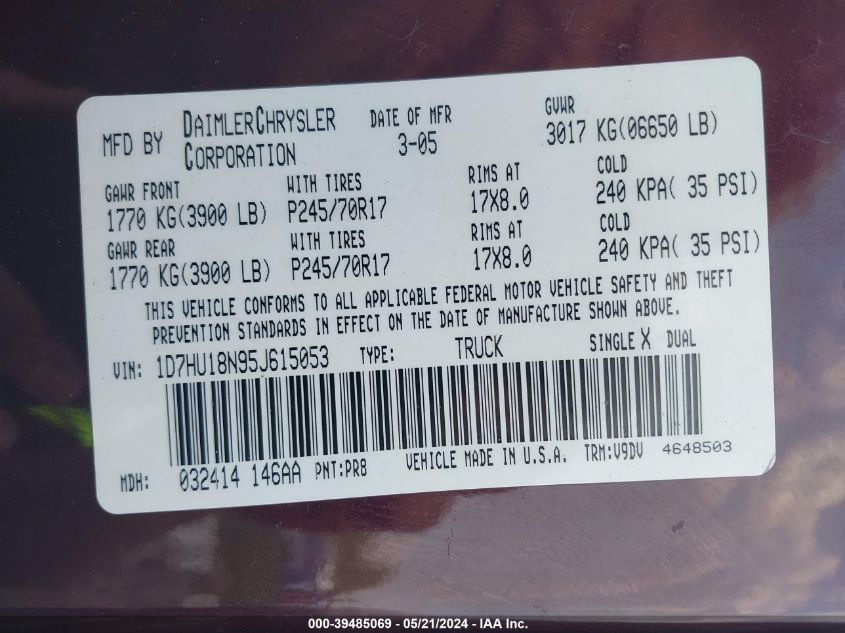 MFD BY DAIMLERCHRYSLER CORPORATION DATE OF MFR 3-05 GVWR 3017 KG(06650 LB)
GAWR FRONT WITH TIRES RIMS AT COLD
1770 KG(3900 LB) P245/70R17 17X8.0 240 KPA( 35 PSI)
GAWR REAR WITH TIRES RIMS AT COLD
1770 KG(3900 LB) P245/70R17 17X8.0 240 KPA( 35 PSI)
THIS VEHICLE CONFORMS TO ALL APPLICABLE FEDERAL MOTOR VEHICLE SAFETY AND THEFT
PREVENTION STANDARDS IN EFFECT ON THE DATE OF MANUFACTURE SHOWN ABOVE.
VIN: 1D7HU18N95J615053 TYPE: TRUCK SINGLE X DUAL
MDH: 032414 146AA PNT:PR8 VEHICLE MADE IN U.S.A. TRM:V9DV 4648503
000-39485069 - 05/21/2024 - IAA Inc.